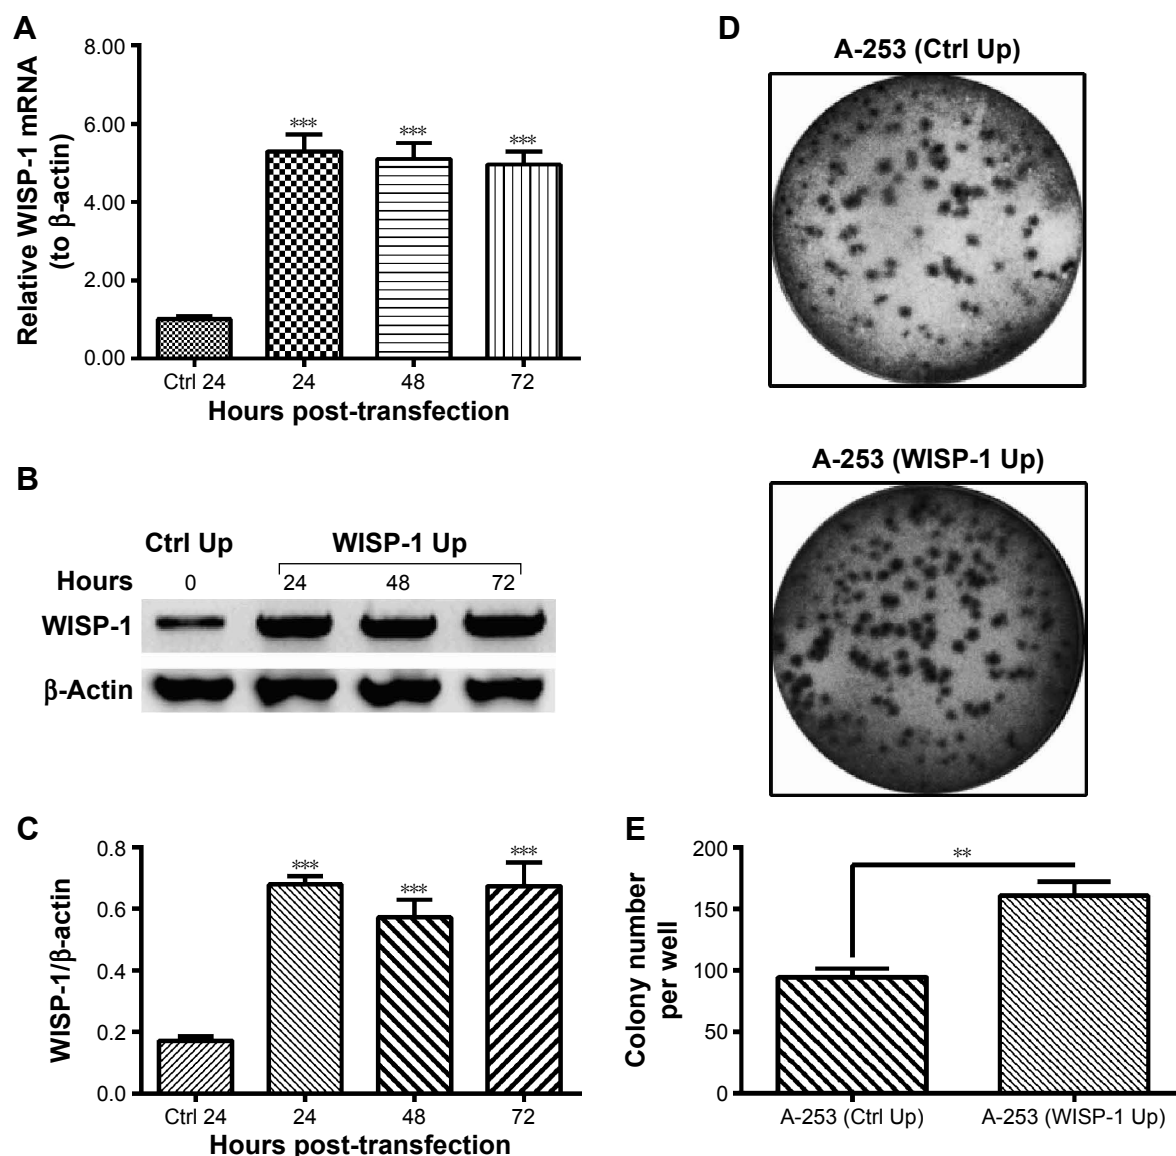 A
8.00
6.00
4.00
2.00
0.00
Relative WISP-1 mRNA
(to β-actin)
***
***
***
Ctrl 24
24
48
72
Hours post-transfection
B
Ctrl Up
WISP-1 Up
Hours
0
24
48
72
WISP-1
β-Actin
C
0.8
0.6
0.4
0.2
0.0
WISP-1/β-actin
***
***
***
Ctrl 24
24
48
72
Hours post-transfection
D
A-253 (Ctrl Up)
A-253 (WISP-1 Up)
E
200
150
100
50
0
Colony number
per well
**
A-253 (Ctrl Up)
A-253 (WISP-1 Up)